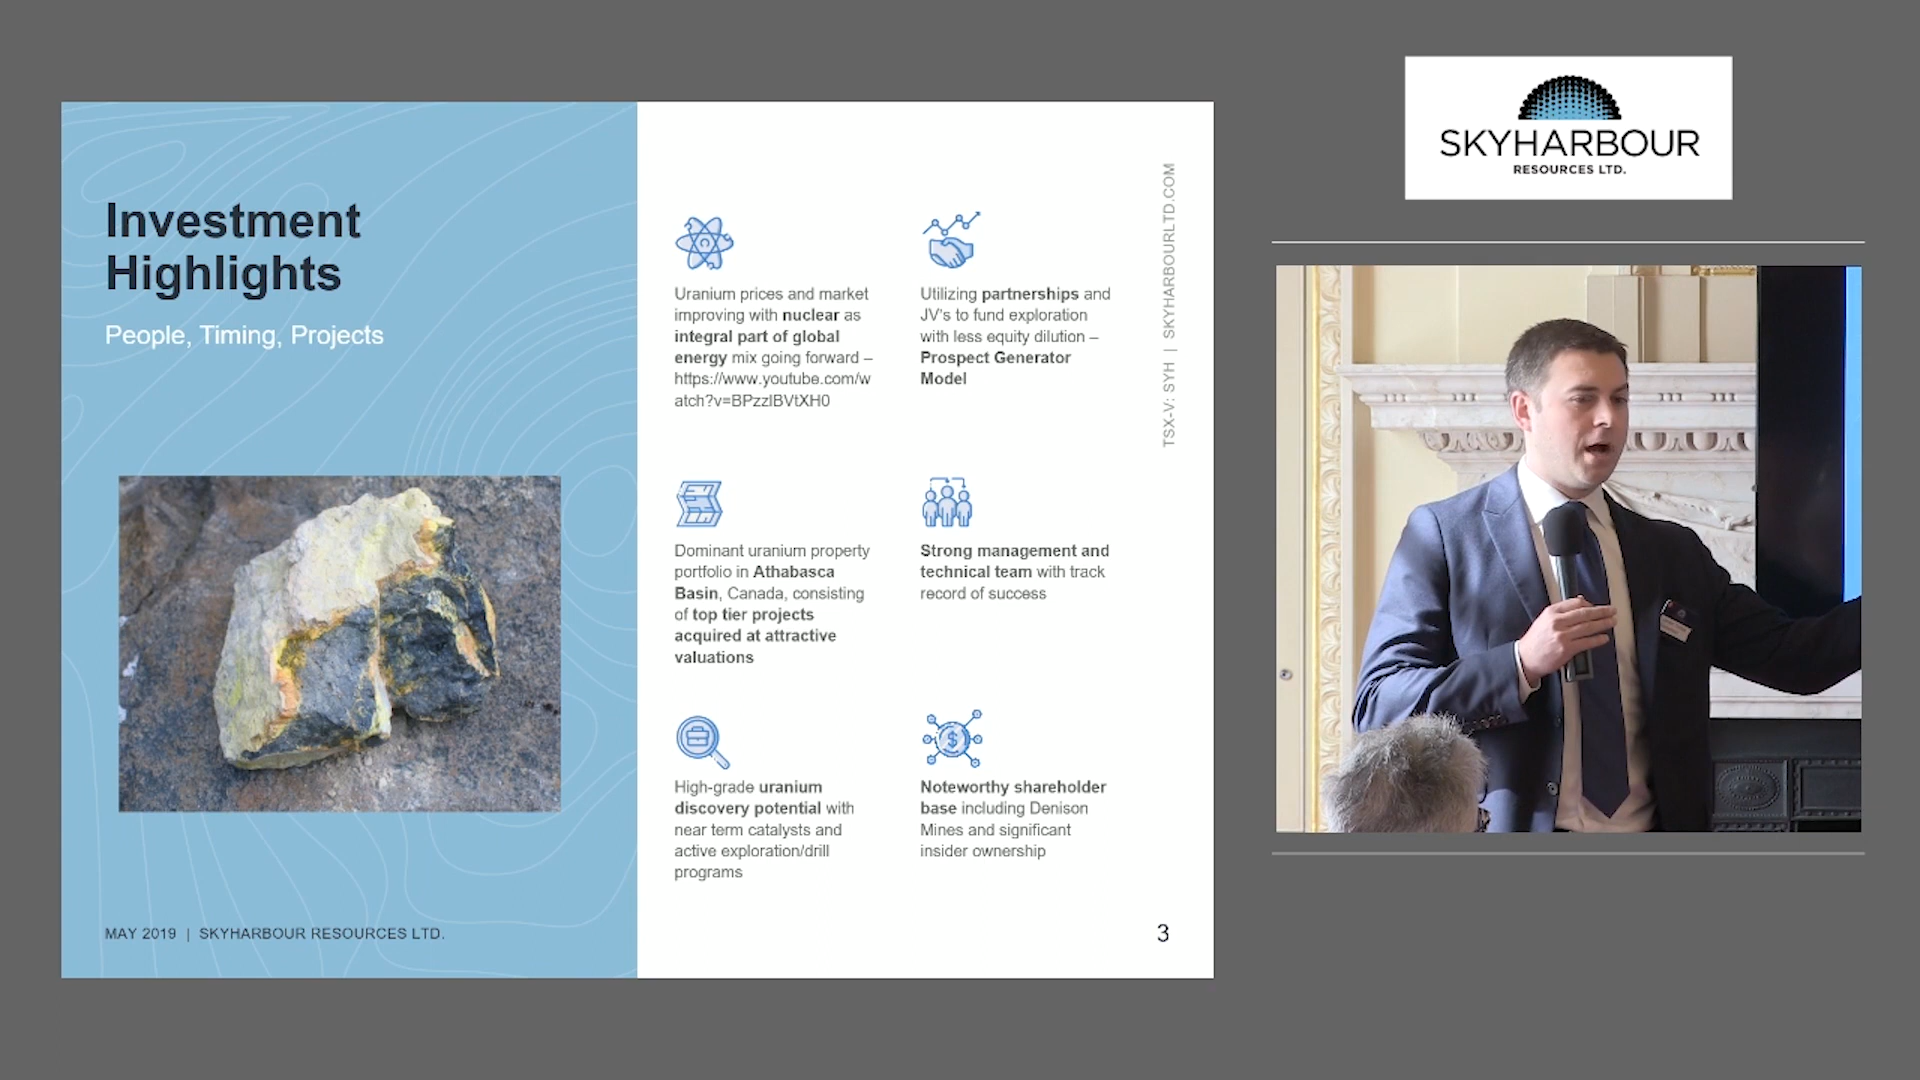 Investment
Highlights
People, Timing, Projects
MAY 2019 | SKYHARBOUR RESOURCES LTD.
Uranium prices and market
improving with nuclear as
integral part of global
energy mix going forward –
https://www.youtube.com/w
atch?v=BPzzIBVtXH0
Utilizing partnerships and
JV's to fund exploration
with less equity dilution –
Prospect Generator
Model
Dominant uranium property
portfolio in Athabasca
Basin, Canada, consisting
of top tier projects
acquired at attractive
valuations
Strong management and
technical team with track
record of success
High-grade uranium
discovery potential with
near term catalysts and
active exploration/drill
programs
Noteworthy shareholder
base including Denison
Mines and significant
insider ownership
TSX-V: SYH | SKYHARBOURLTD.COM
3
SKYHARBOUR
RESOURCES LTD.